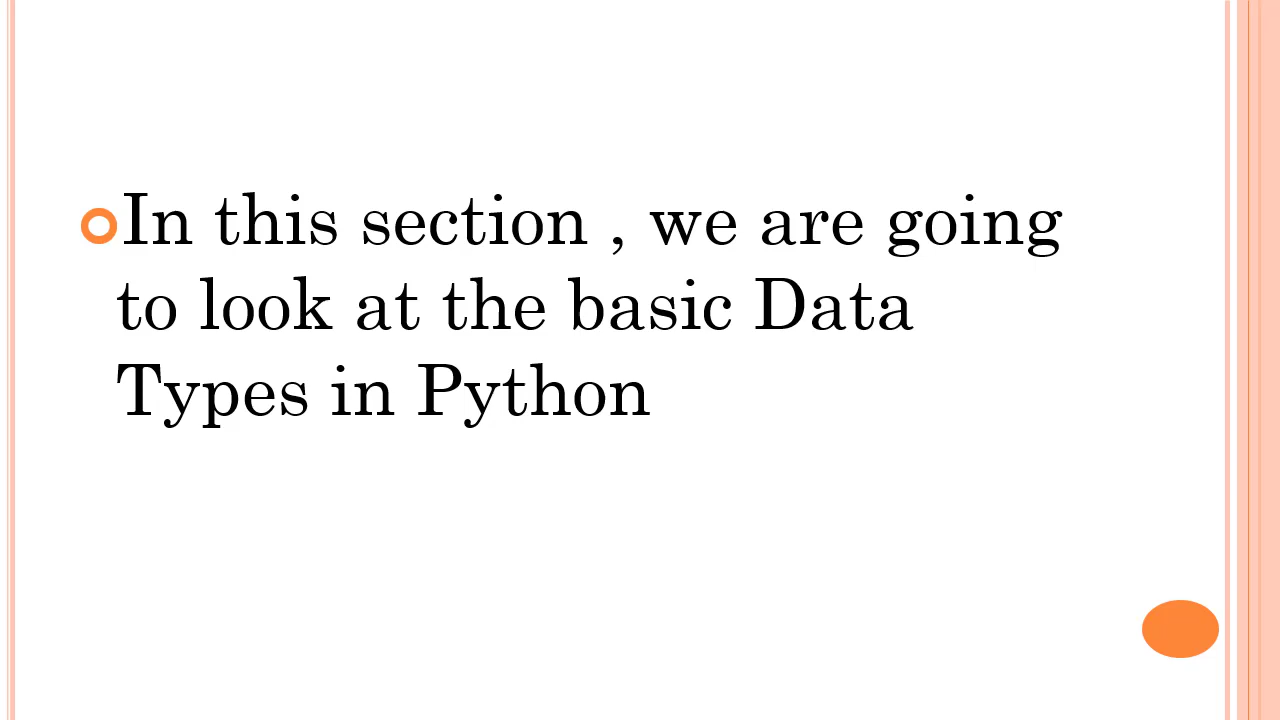 In this section , we are going
to look at the basic Data
Types in Python